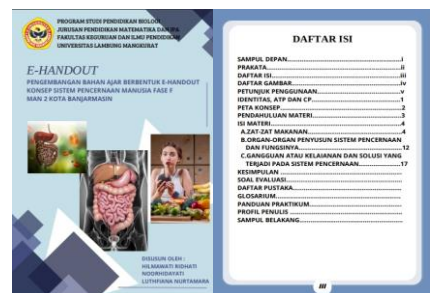 PROGRAM STUDI PENDIDIKAN BIOLOGI
JURUSAN PENDIDIKAN MATEMATIKA DAN IPA
FAKULTAS KEGURUAN DAN ILMU PENDIDIKAN
UNIVERSITAS LAMBUNG MANGKURAT
E-HANDOUT
PENGEMBANGAN BAHAN AJAR BERBENTUK E-HANDOUT
KONSEP SISTEM PENCERNAAN MANUSIA FASE F
MAN 2 KOTA BANJARMASIN
DISUSUN OLEH :
HILMAWATI RIDHATI
NOORHIDAYATI
LUTHFIANA NURTAMARA
DAFTAR ISI
SAMPUL DEPAN.....i
PRAKATA.....ii
DAFTAR ISI.....iii
DAFTAR GAMBAR.....iv
PETUNJUK PENGGUNAAN.....v
IDENTITAS, ATP DAN CP.....1
PETA KONSEP.....2
PENDAHULUAN MATERI.....3
ISI MATERI.....4
A.ZAT-ZAT MAKANAN.....4
B.ORGAN-ORGAN PENYUSUN SISTEM PENCERNAAN
DAN FUNGSINYA.....12
C.GANGGUAN ATAU KELAIANAN DAN SOLUSI YANG
TERJADI PADA SISTEM PENCERNAAN.....17
KESIMPULAN .....
SOAL EVALUASI.....
DAFTAR PUSTAKA.....
GLOSARIUM.....
PANDUAN PRAKTIKUM.....
PROFIL PENULIS .....
SAMPUL BELAKANG.....
iii